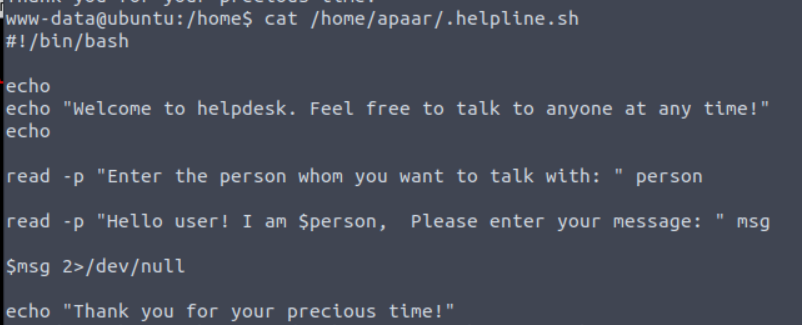 www-data@ubuntu:/home$ cat /home/apaar/.helpline.sh
#!/bin/bash
echo
echo "Welcome to helpdesk. Feel free to talk to anyone at any time!"
echo
read -p "Enter the person whom you want to talk with: " person
read -p "Hello user! I am $person,  Please enter your message: " msg
$msg 2>/dev/null
echo "Thank you for your precious time!"